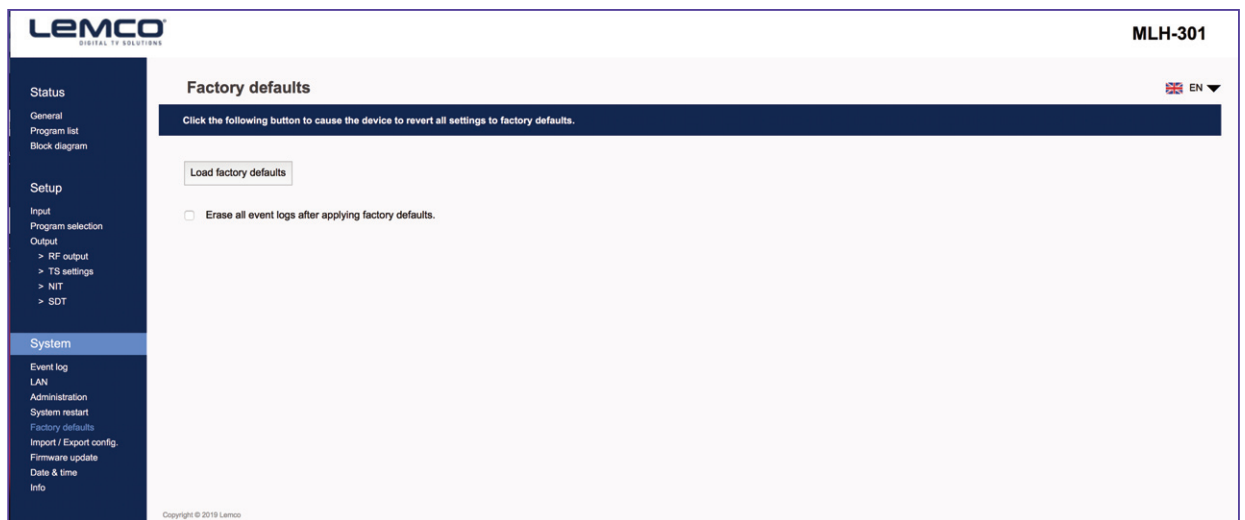 Lemco
DIGITAL TV SOLUTIONS
MLH-301
Status
General
Program list
Block diagram
Setup
Input
Program selection
Output
> RF output
> TS settings
> NIT
> SDT
System
Event log
LAN
Administration
System restart
Factory defaults
Import / Export config.
Firmware update
Date & time
Info
Factory defaults
EN
Click the following button to cause the device to revert all settings to factory defaults.
Load factory defaults
Erase all event logs after applying factory defaults.
Copyright © 2019 Lemco